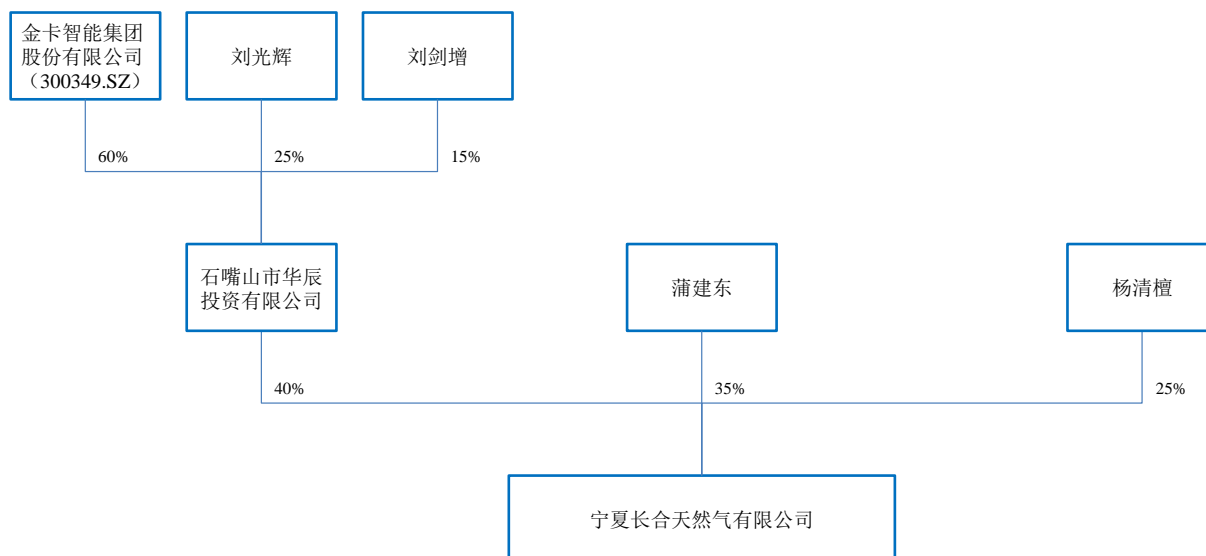 金卡智能集团
股份有限公司
（300349.SZ）
刘光辉
刘剑增
60%
25%
15%
石嘴山市华辰
投资有限公司
蒲建东
杨清檀
40%
35%
25%
宁夏长合天然气有限公司